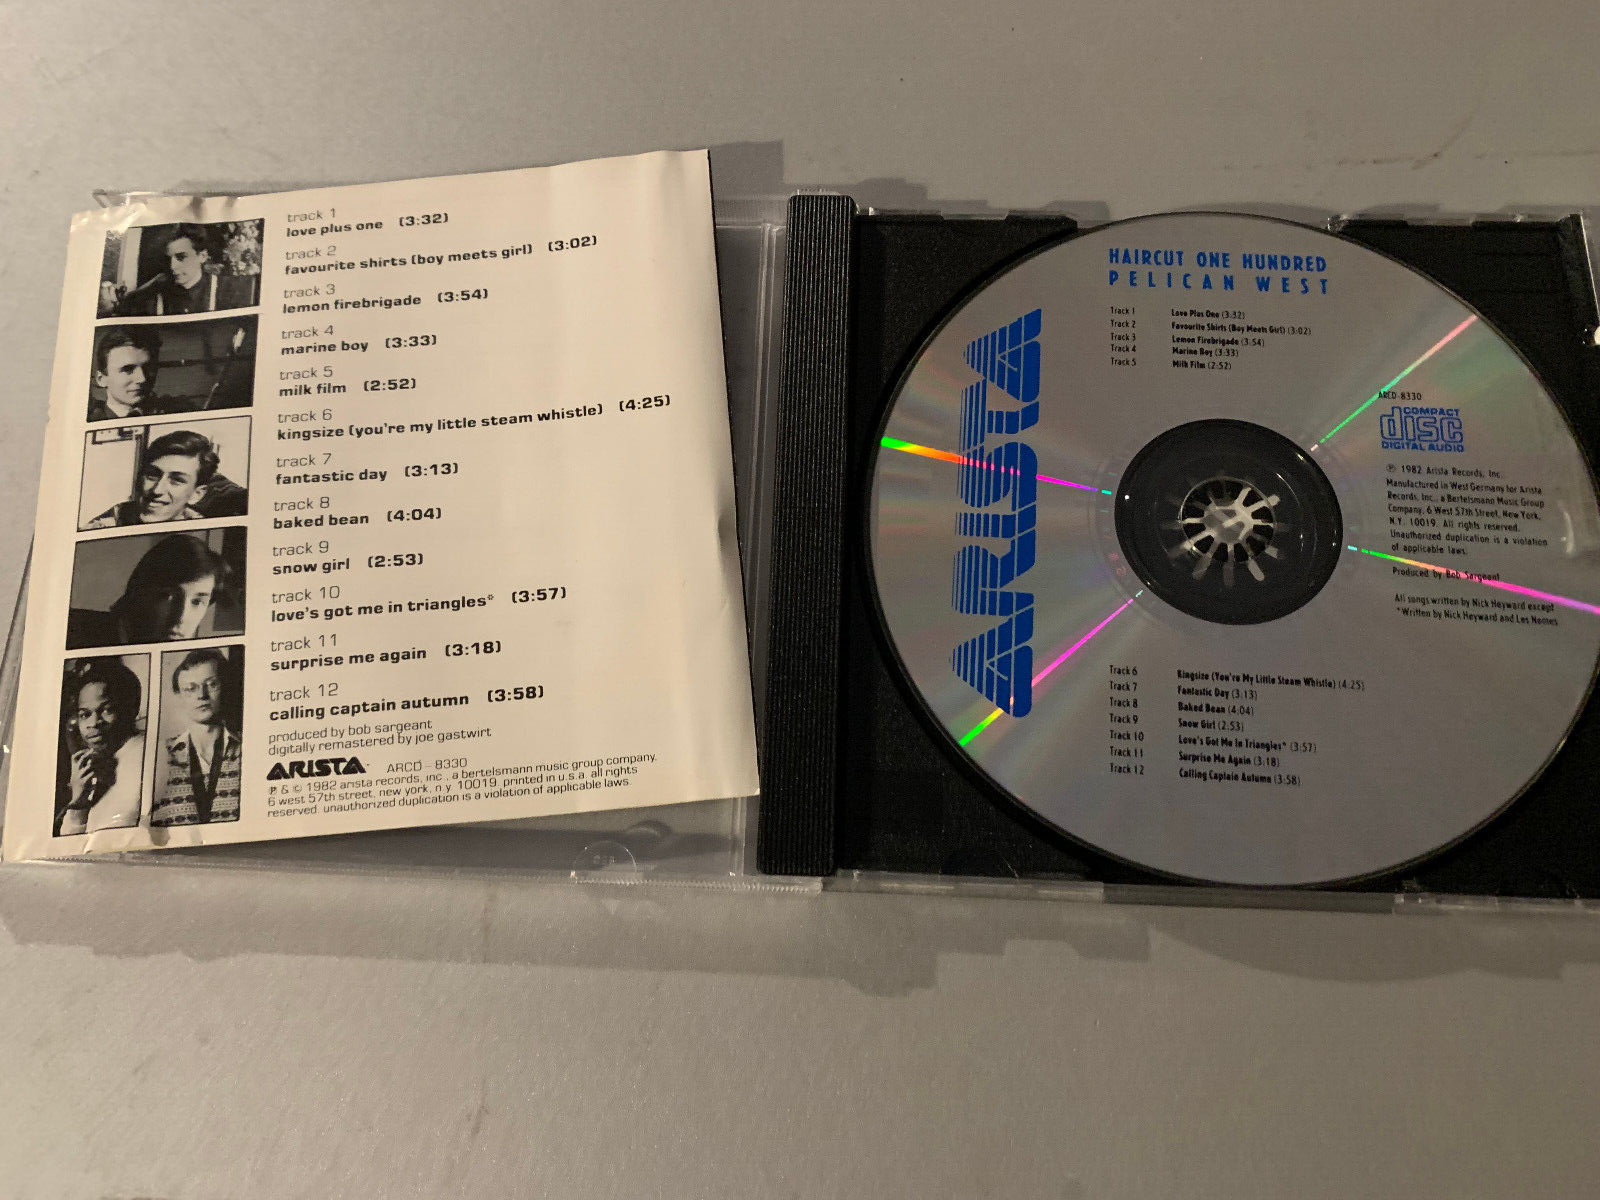 track 1
love plus one (3:32)
track 2
favourite shirts (boy meets girl) (3:02)
track 3
lemon firebrigade (3:54)
track 4
marine boy (3:33)
track 5
milk film (2:52)
track 6
kingsize (you're my little steam whistle) (4:25)
track 7
fantastic day (3:13)
track 8
baked bean (4:04)
track 9
snow girl (2:53)
track 10
love's got me in triangles* (3:57)
track 11
surprise me again (3:18)
track 12
calling captain autumn (3:58)
produced by bob sargeant
digitally remastered by joe gastwirt
ARISTA ARCD-8330
℗ & © 1982 arista records, inc., a bertelsmann music group company.
6 west 57th street, new york, n.y. 10019. printed in u.s.a. all rights
reserved. unauthorized duplication is a violation of applicable laws.
HAIRCUT ONE HUNDRED
PELICAN WEST
Track 1 Love Plus One (3:32)
Track 2 Favourite Shirts (Boy Meets Girl) (3:02)
Track 3 Lemon Firebrigade (3:54)
Track 4 Marine Boy (3:33)
Track 5 Milk Film (2:52)
ARISTA
ARCD-8330
COMPACT
disc
DIGITAL AUDIO
℗ 1982 Arista Records, Inc.
Manufactured in West Germany for Arista
Records, Inc., a Bertelsmann Music Group
Company, 6 West 57th Street, New York,
N.Y. 10019. All rights reserved.
Unauthorized duplication is a violation
of applicable laws.
Produced by Bob Sargeant
All songs written by Nick Heyward except
*Written by Nick Heyward and Les Nemes
Track 6 Kingsize (You're My Little Steam Whistle) (4:25)
Track 7 Fantastic Day (3:13)
Track 8 Baked Bean (4:04)
Track 9 Snow Girl (2:53)
Track 10 Love's Got Me In Triangles* (3:57)
Track 11 Surprise Me Again (3:18)
Track 12 Calling Captain Autumn (3:58)